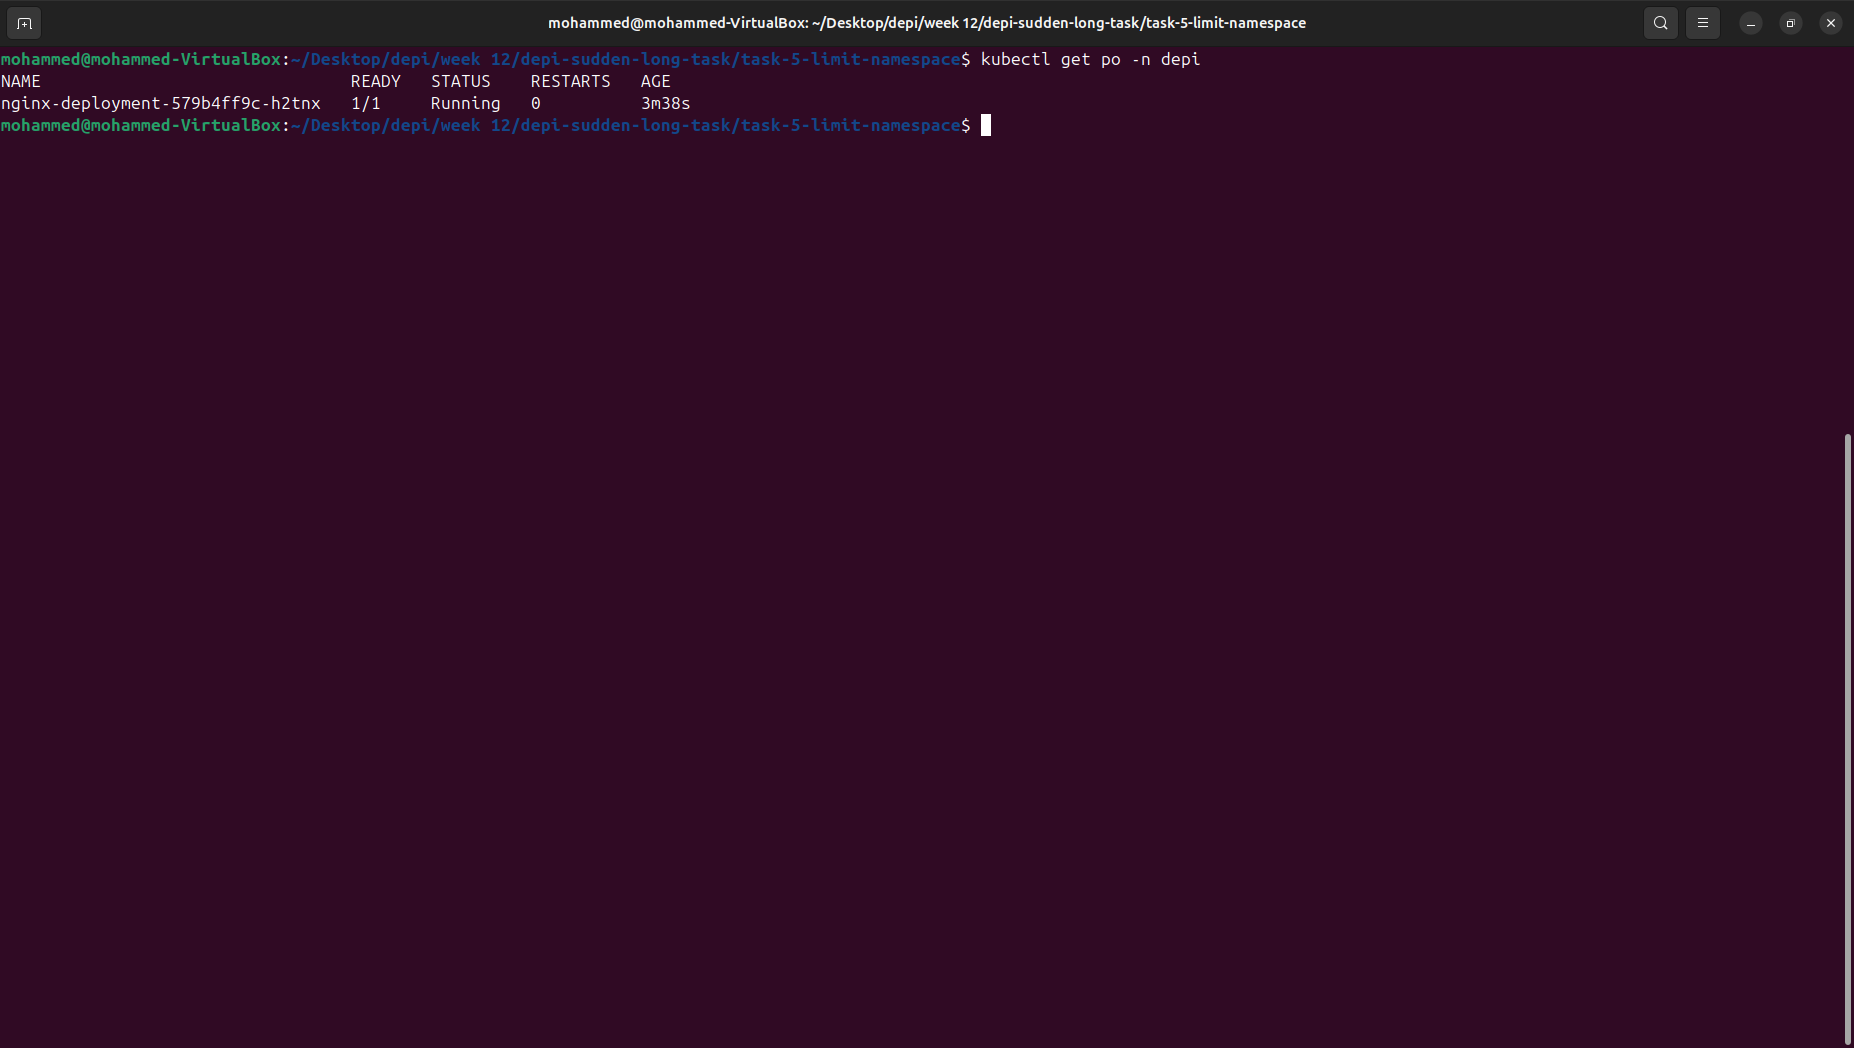 mohammed@mohammed-VirtualBox: ~/Desktop/depi/week 12/depi-sudden-long-task/task-5-limit-namespace
mohammed@mohammed-VirtualBox:~/Desktop/depi/week 12/depi-sudden-long-task/task-5-limit-namespace$ kubectl get po -n depi
NAME                               READY   STATUS    RESTARTS   AGE
nginx-deployment-579b4ff9c-h2tnx   1/1     Running   0          3m38s
mohammed@mohammed-VirtualBox:~/Desktop/depi/week 12/depi-sudden-long-task/task-5-limit-namespace$